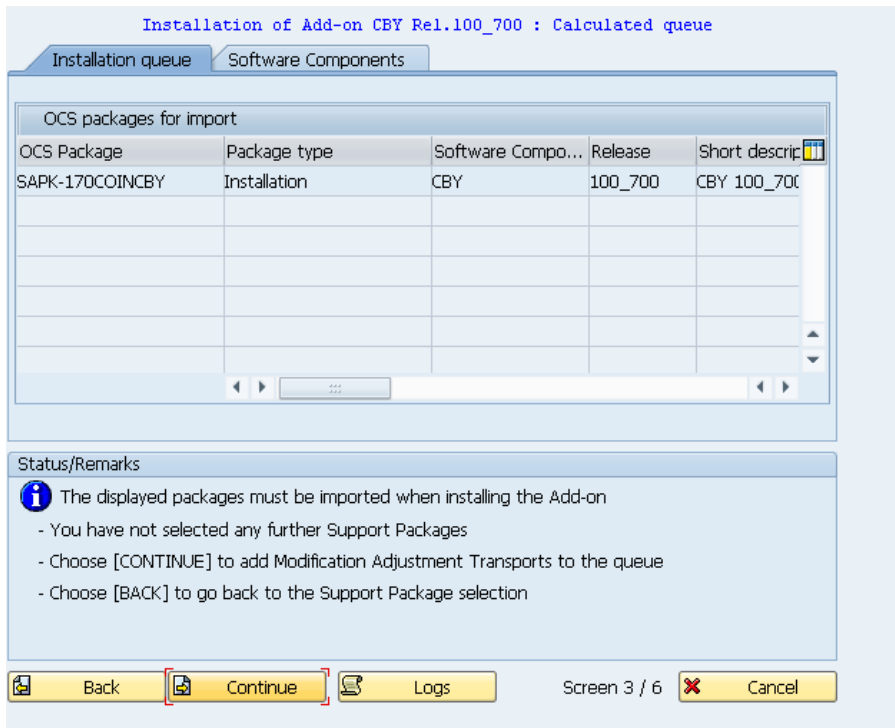 Installation of Add-on CBY Rel.100_700 : Calculated queue
Installation queue Software Components
OCS packages for import
OCS Package Package type Software Compo... Release Short descrip
SAPK-170COINCBY Installation CBY 100_700 CBY 100_700
Status/Remarks
The displayed packages must be imported when installing the Add-on
- You have not selected any further Support Packages
- Choose [CONTINUE] to add Modification Adjustment Transports to the queue
- Choose [BACK] to go back to the Support Package selection
Back Continue Logs Screen 3 / 6 Cancel